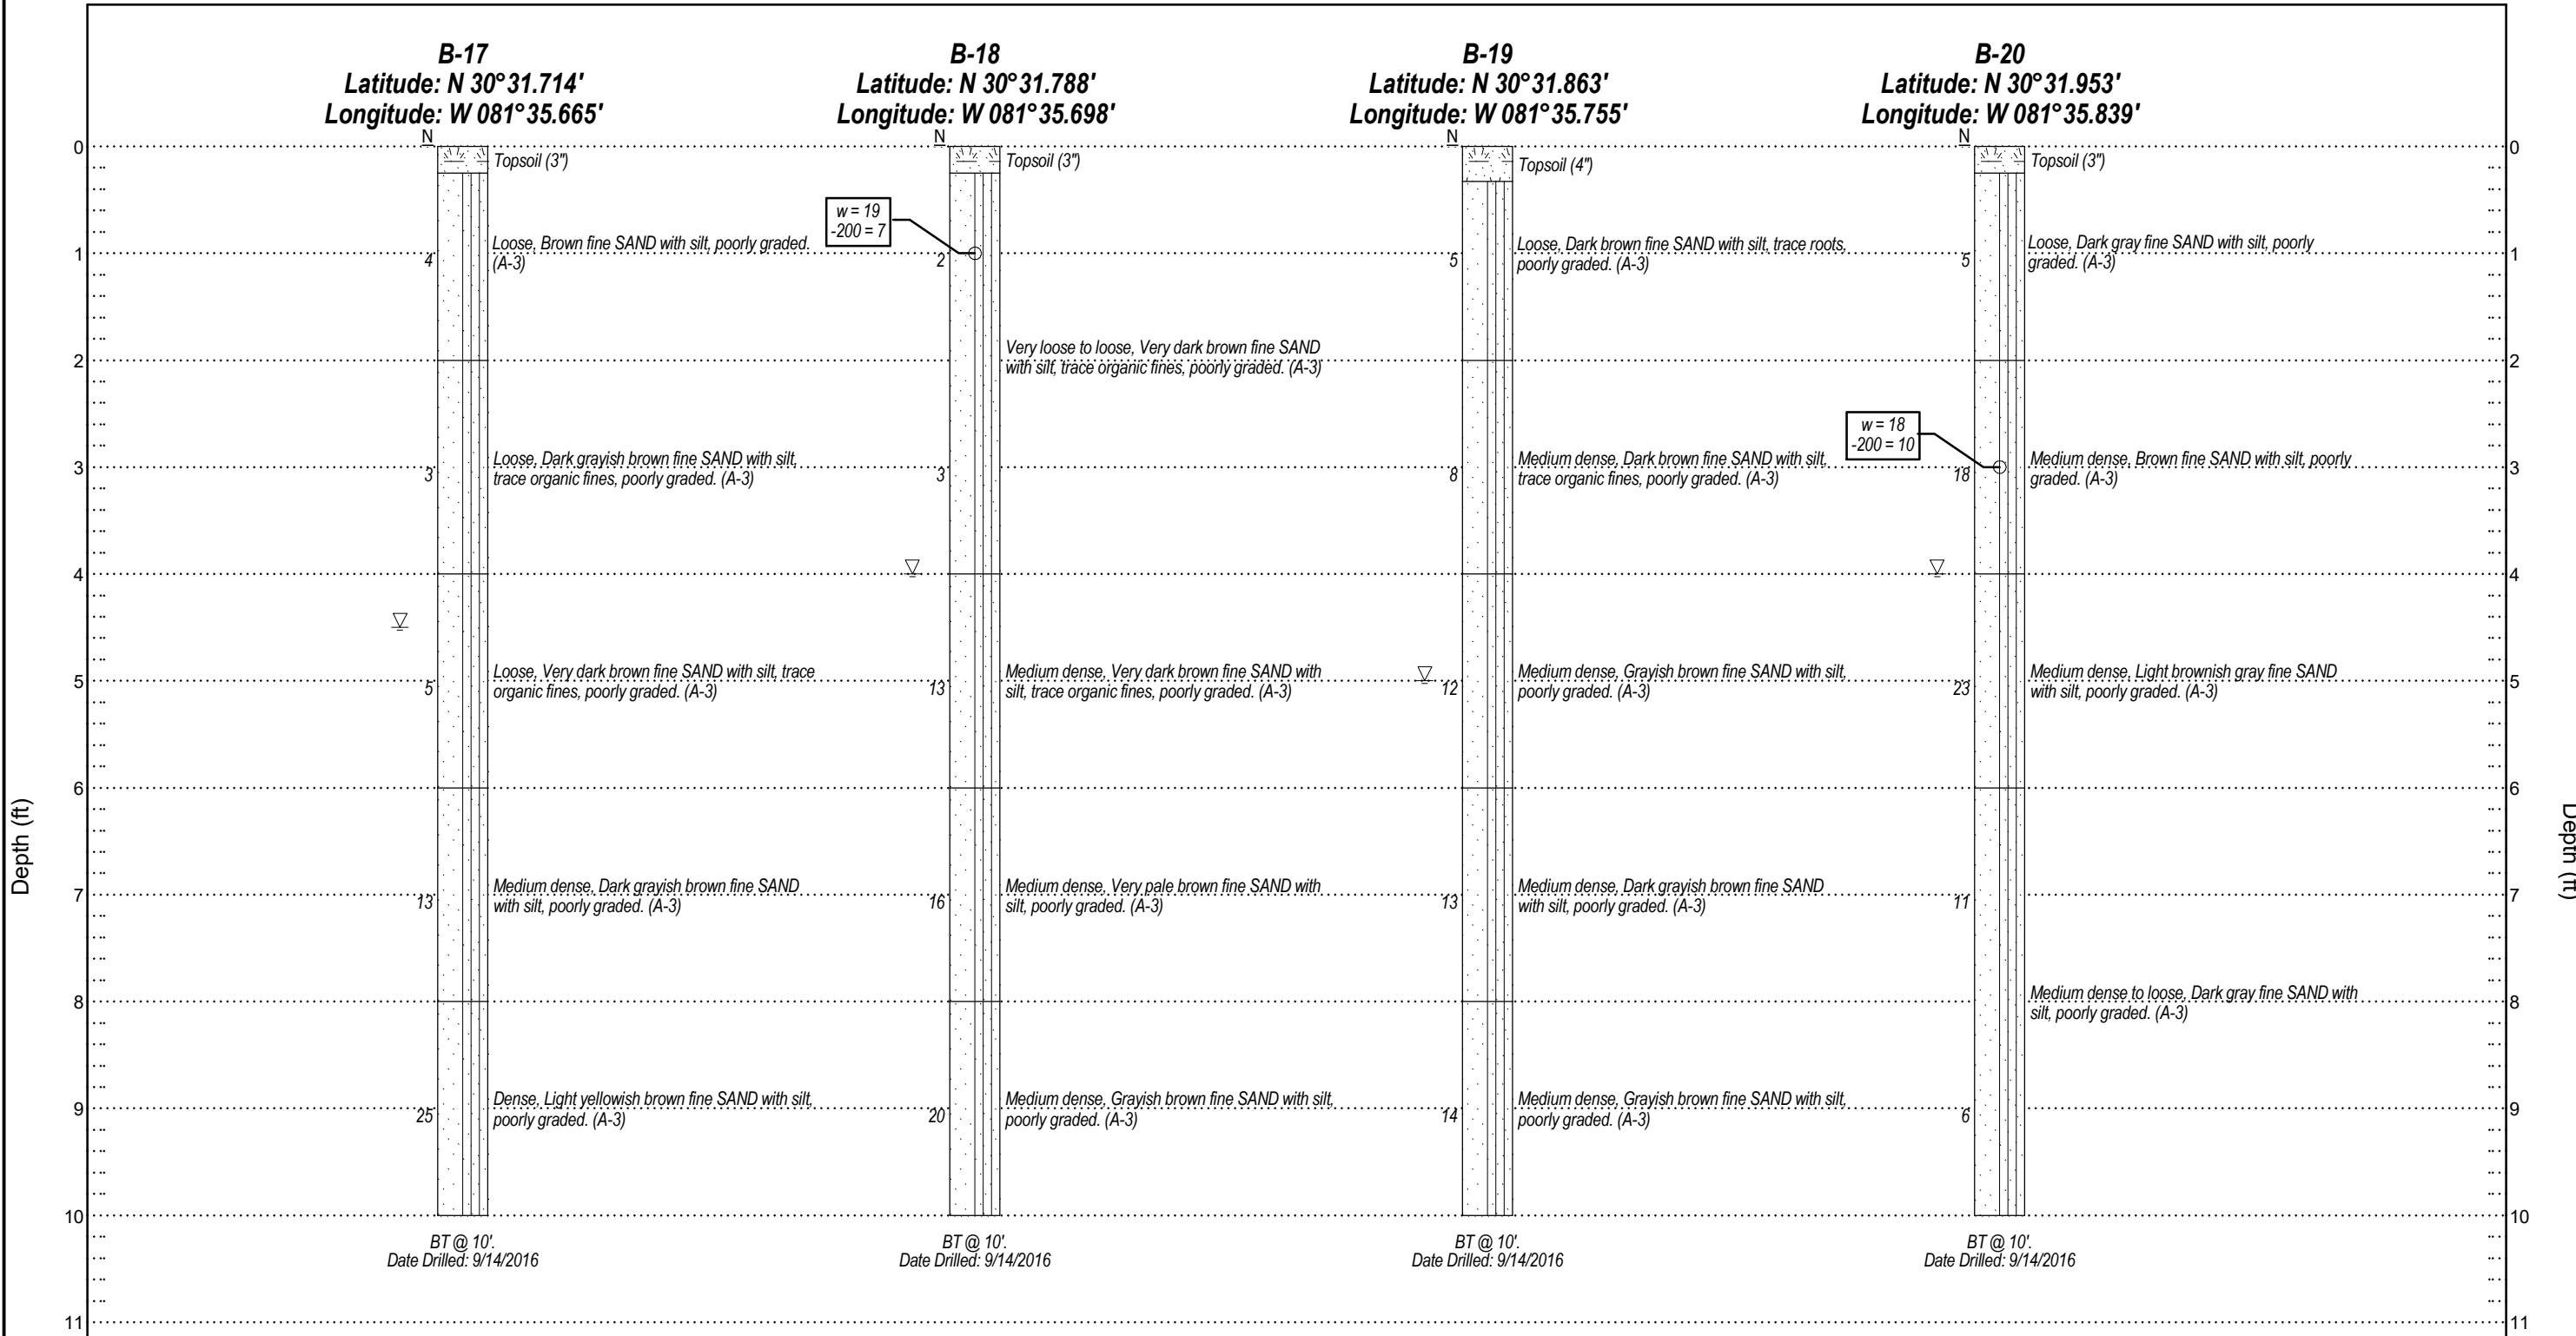 B-17
Latitude: N 30°31.714'
Longitude: W 081°35.665'
B-18
Latitude: N 30°31.788'
Longitude: W 081°35.698'
B-19
Latitude: N 30°31.863'
Longitude: W 081°35.755'
B-20
Latitude: N 30°31.953'
Longitude: W 081°35.839'
Depth (ft)
0
1
2
3
4
5
6
7
8
9
10
11
N
Topsoil (3")
4
Loose, Brown fine SAND with silt, poorly graded.
(A-3)
3
Loose, Dark grayish brown fine SAND with silt,
trace organic fines, poorly graded. (A-3)
5
Loose, Very dark brown fine SAND with silt, trace
organic fines, poorly graded. (A-3)
13
Medium dense, Dark grayish brown fine SAND
with silt, poorly graded. (A-3)
25
Dense, Light yellowish brown fine SAND with silt,
poorly graded. (A-3)
BT @ 10'.
Date Drilled: 9/14/2016
N
Topsoil (3")
w = 19
-200 = 7
2
Very loose to loose, Very dark brown fine SAND
with silt, trace organic fines, poorly graded. (A-3)
3
13
Medium dense, Very dark brown fine SAND with
silt, trace organic fines, poorly graded. (A-3)
16
Medium dense, Very pale brown fine SAND with
silt, poorly graded. (A-3)
20
Medium dense, Grayish brown fine SAND with silt,
poorly graded. (A-3)
BT @ 10'.
Date Drilled: 9/14/2016
N
Topsoil (4")
5
Loose, Dark brown fine SAND with silt, trace roots,
poorly graded. (A-3)
8
Medium dense, Dark brown fine SAND with silt,
trace organic fines, poorly graded. (A-3)
12
Medium dense, Grayish brown fine SAND with silt,
poorly graded. (A-3)
13
Medium dense, Dark grayish brown fine SAND
with silt, poorly graded. (A-3)
14
Medium dense, Grayish brown fine SAND with silt,
poorly graded. (A-3)
BT @ 10'.
Date Drilled: 9/14/2016
N
Topsoil (3")
5
Loose, Dark gray fine SAND with silt, poorly
graded. (A-3)
w = 18
-200 = 10
18
Medium dense, Brown fine SAND with silt, poorly
graded. (A-3)
23
Medium dense, Light brownish gray fine SAND
with silt, poorly graded. (A-3)
11
Medium dense to loose, Dark gray fine SAND with
silt, poorly graded. (A-3)
6
BT @ 10'.
Date Drilled: 9/14/2016
0
1
2
3
4
5
6
7
8
9
10
11
Depth (ft)